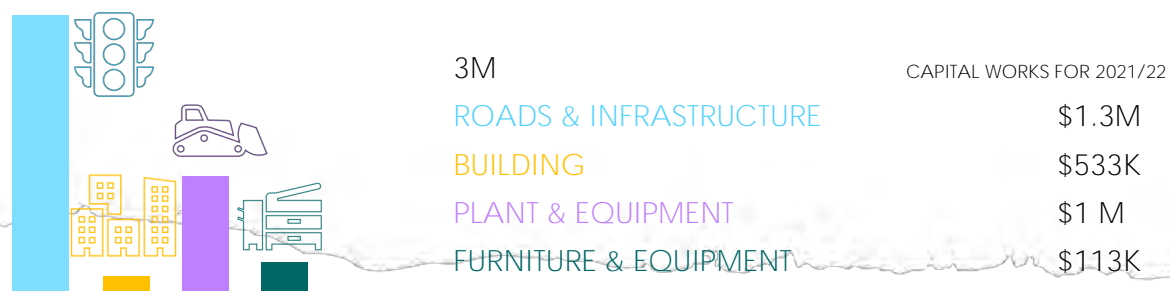 3M CAPITAL WORKS FOR 2021/22
ROADS & INFRASTRUCTURE $1.3M
BUILDING $533K
PLANT & EQUIPMENT $1 M
FURNITURE & EQUIPMENT $113K